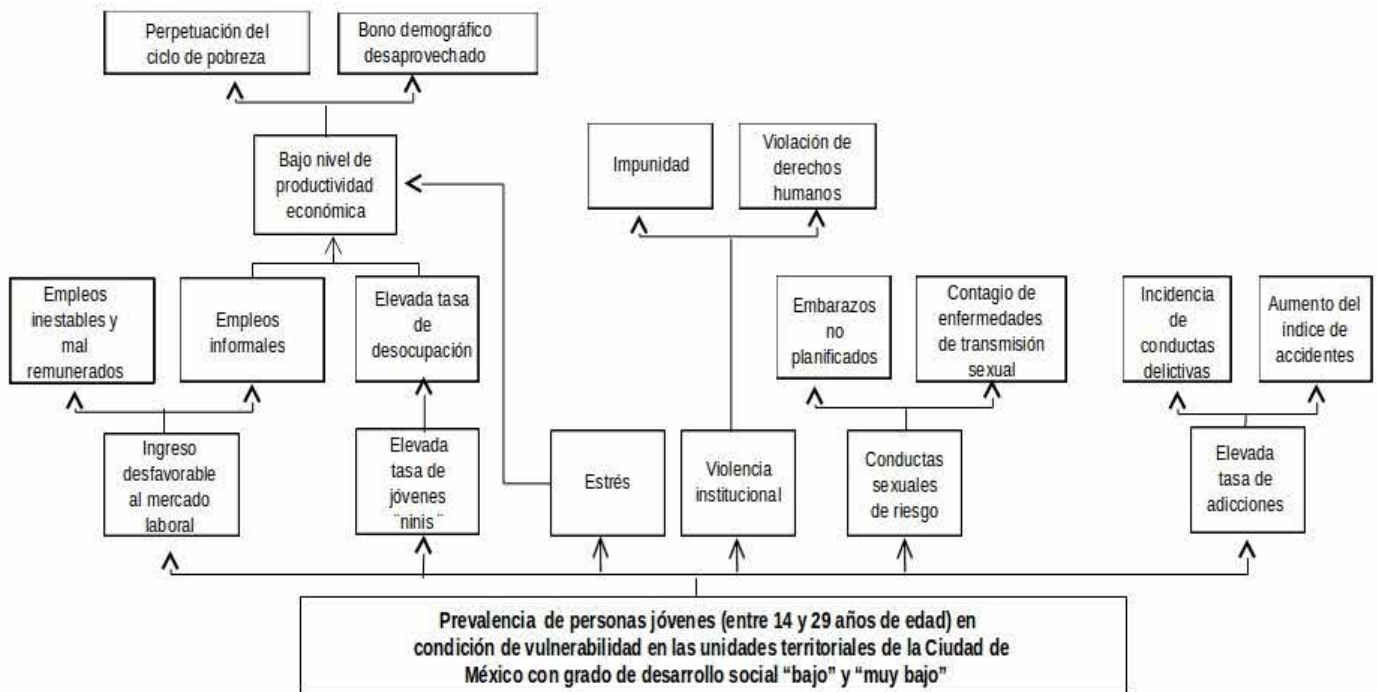 Perpetuación del
ciclo de pobreza
Bono demográfico
desaprovechado
Bajo nivel de
productividad
económica
Impunidad
Violación de
derechos
humanos
Empleos
inestables y
mal
remunerados
Empleos
informales
Elevada tasa
de
desocupación
Embarazos
no
planificados
Contagio de
enfermedades
de transmisión
sexual
Incidencia
de
conductas
delictivas
Aumento del
índice de
accidentes
Ingreso
desfavorable
al mercado
laboral
Elevada
tasa de
jóvenes
¨ninis¨
Estrés
Violencia
institucional
Conductas
sexuales
de riesgo
Elevada
tasa de
adicciones
Prevalencia de personas jóvenes (entre 14 y 29 años de edad) en
condición de vulnerabilidad en las unidades territoriales de la Ciudad de
México con grado de desarrollo social “bajo” y “muy bajo”